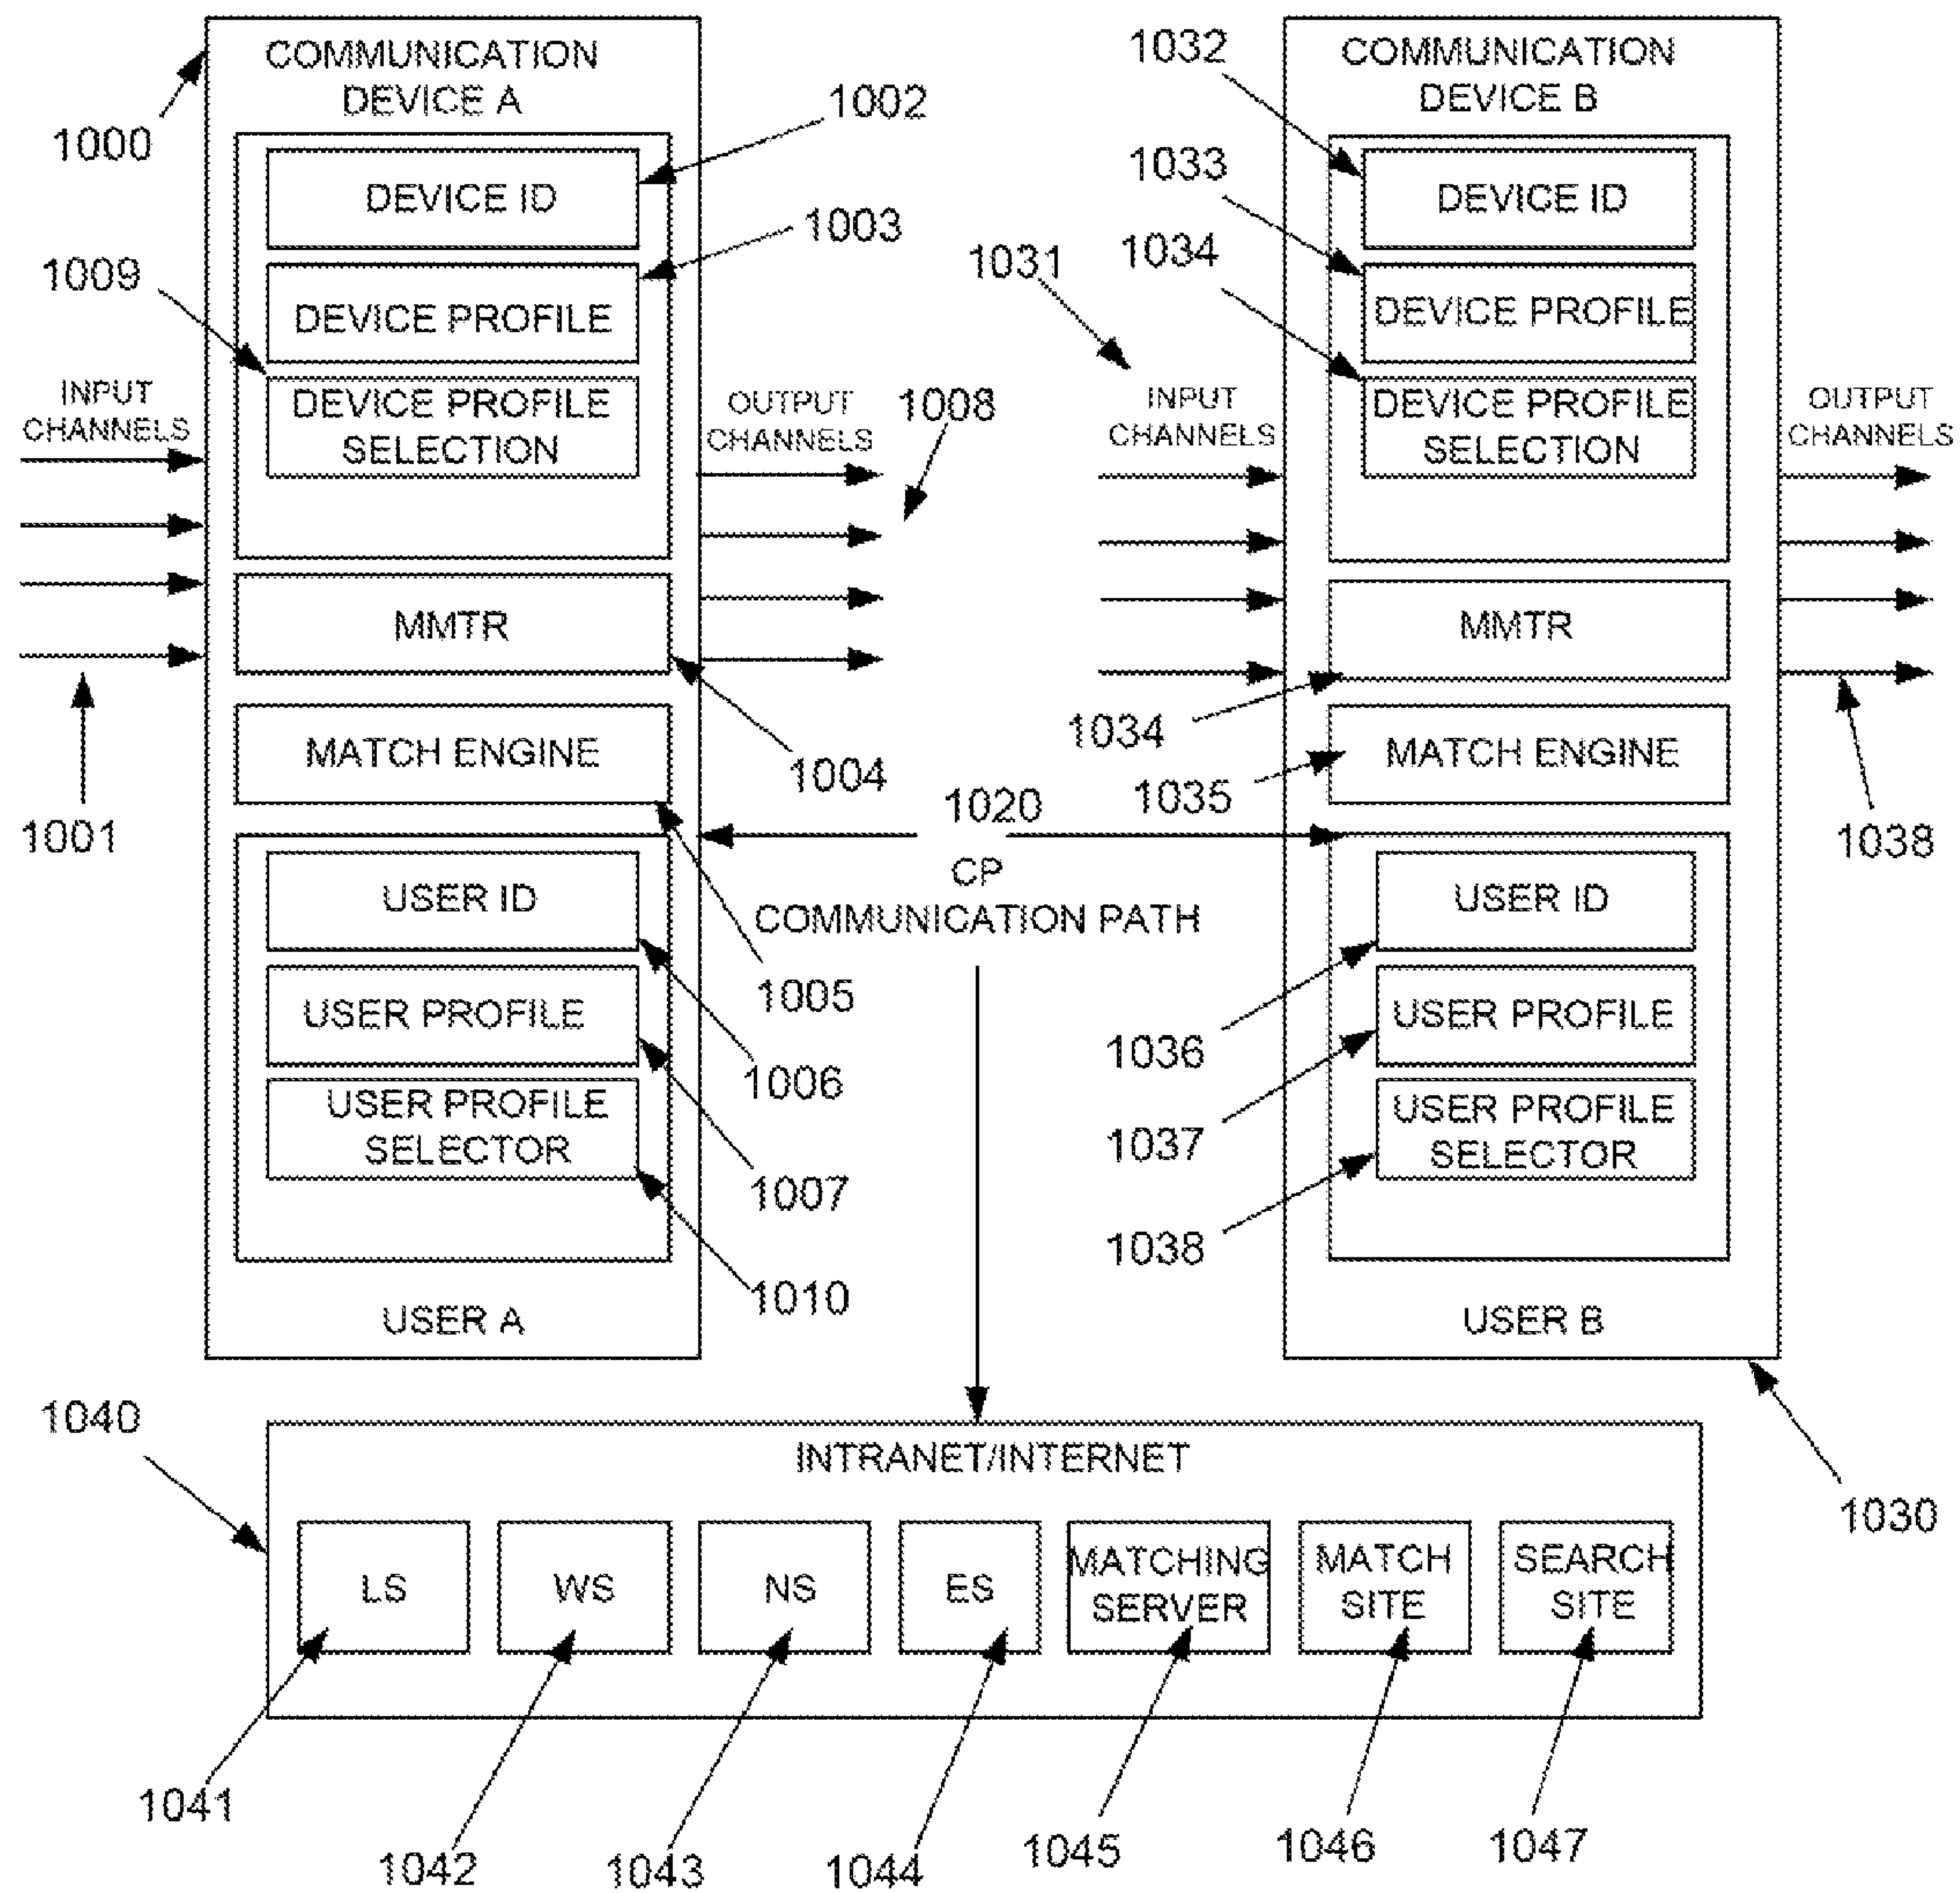 COMMUNICATION
DEVICE A
1000
1002
DEVICE ID
1003
DEVICE PROFILE
1009
DEVICE PROFILE
SELECTION
INPUT
CHANNELS
OUTPUT
CHANNELS
1008
MMTR
1004
MATCH ENGINE
1001
1005
USER ID
1006
USER PROFILE
1007
USER PROFILE
SELECTOR
1010
USER A
1020
CP
COMMUNICATION PATH
COMMUNICATION
DEVICE B
1032
DEVICE ID
1033
DEVICE PROFILE
1034
DEVICE PROFILE
SELECTION
1031
INPUT
CHANNELS
OUTPUT
CHANNELS
MMTR
1034
MATCH ENGINE
1035
1038
USER ID
1036
USER PROFILE
1037
USER PROFILE
SELECTOR
1038
USER B
1030
1040
INTRANET/INTERNET
LS
WS
NS
ES
MATCHING
SERVER
MATCH
SITE
SEARCH
SITE
1041
1042
1043
1044
1045
1046
1047